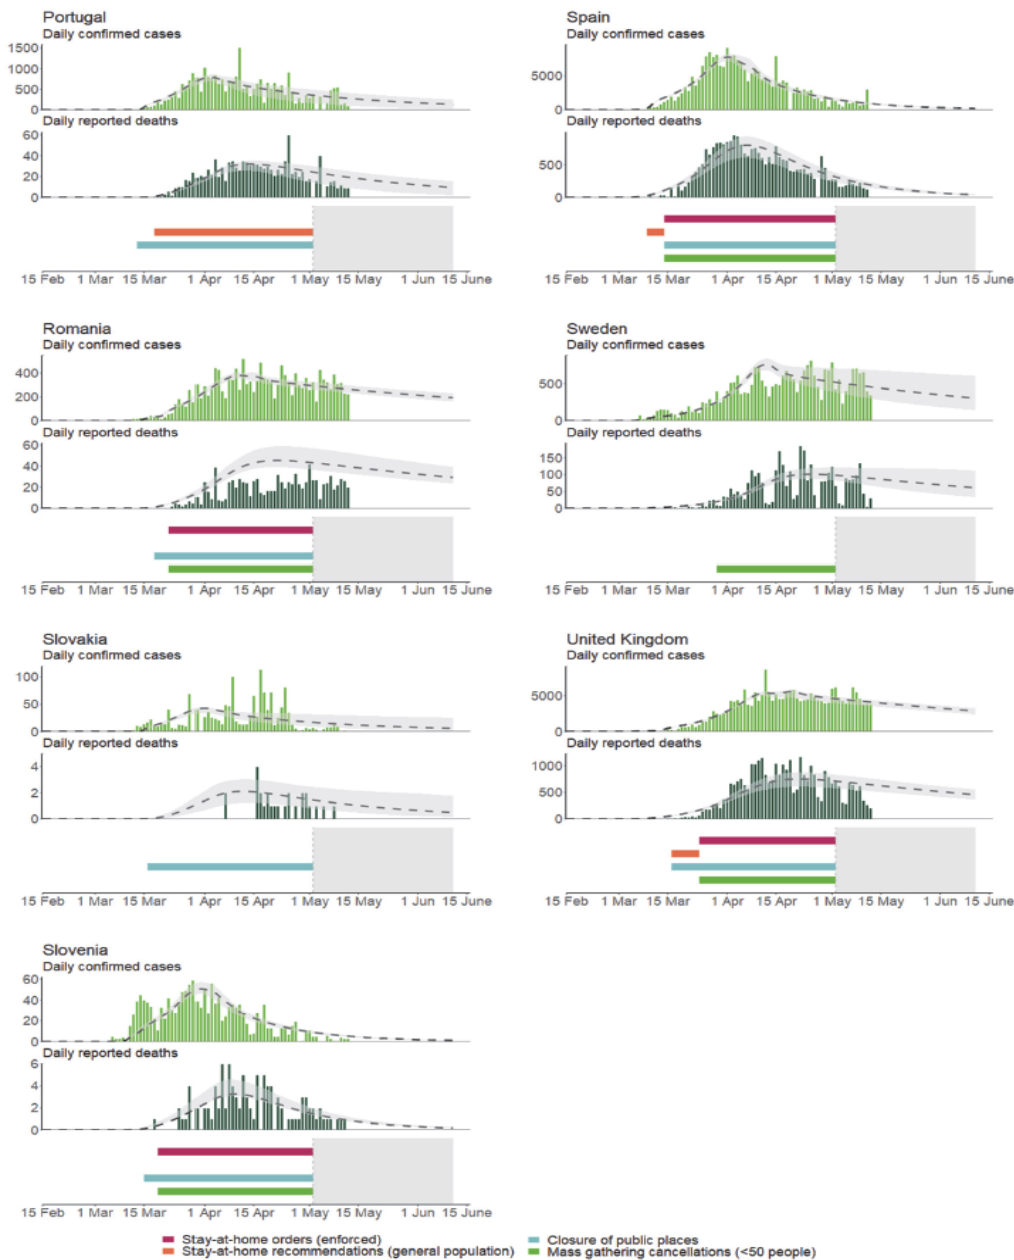 Portugal
Daily confirmed cases
1500
1000
500
0
Daily reported deaths
60
40
20
0
15 Feb 1 Mar 15 Mar 1 Apr 15 Apr 1 May 15 May 1 Jun 15 June
Spain
Daily confirmed cases
5000
0
Daily reported deaths
500
0
15 Feb 1 Mar 15 Mar 1 Apr 15 Apr 1 May 15 May 1 Jun 15 June
Romania
Daily confirmed cases
400
200
0
Daily reported deaths
60
40
20
0
15 Feb 1 Mar 15 Mar 1 Apr 15 Apr 1 May 15 May 1 Jun 15 June
Sweden
Daily confirmed cases
500
0
Daily reported deaths
150
100
50
0
15 Feb 1 Mar 15 Mar 1 Apr 15 Apr 1 May 15 May 1 Jun 15 June
Slovakia
Daily confirmed cases
100
50
0
Daily reported deaths
4
2
0
15 Feb 1 Mar 15 Mar 1 Apr 15 Apr 1 May 15 May 1 Jun 15 June
United Kingdom
Daily confirmed cases
5000
0
Daily reported deaths
1000
500
0
15 Feb 1 Mar 15 Mar 1 Apr 15 Apr 1 May 15 May 1 Jun 15 June
Slovenia
Daily confirmed cases
60
40
20
0
Daily reported deaths
6
4
2
0
15 Feb 1 Mar 15 Mar 1 Apr 15 Apr 1 May 15 May 1 Jun 15 June
Stay-at-home orders (enforced)
Stay-at-home recommendations (general population)
Closure of public places
Mass gathering cancellations (<50 people)